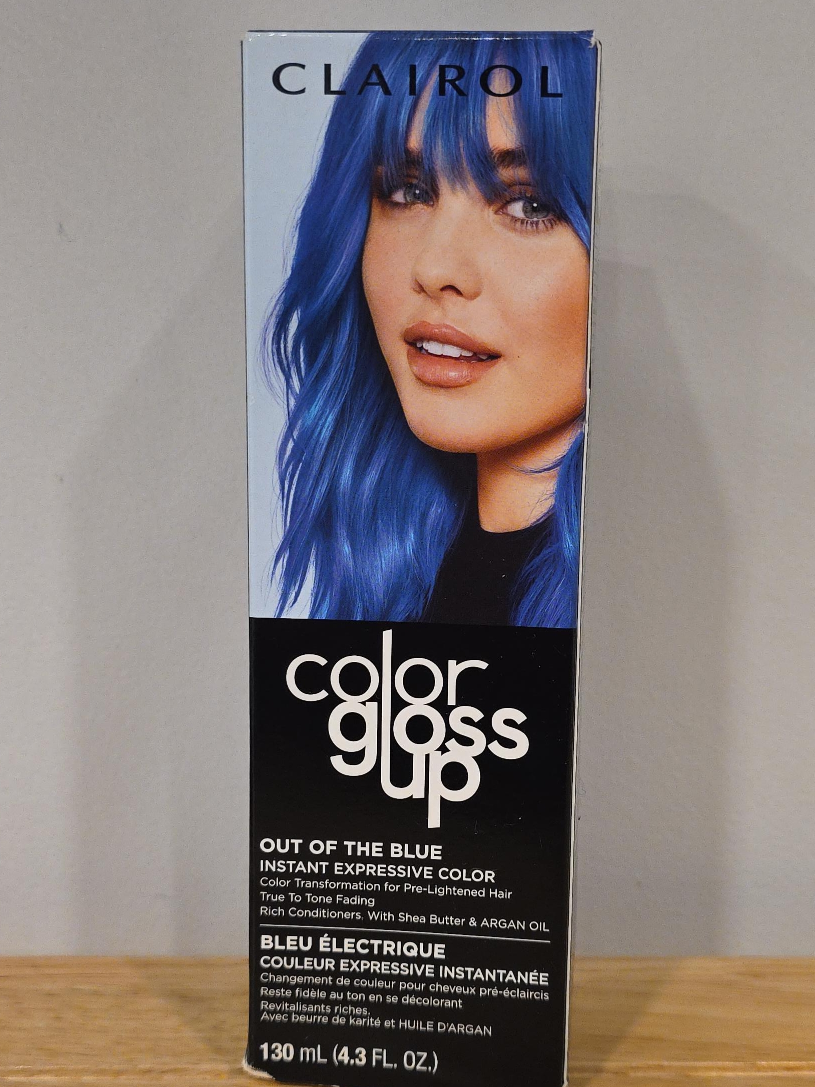 CLAIROL
color
gloss
up
OUT OF THE BLUE
INSTANT EXPRESSIVE COLOR
Color Transformation for Pre-Lightened Hair
True To Tone Fading
Rich Conditioners. With Shea Butter & ARGAN OIL
BLEU ÉLECTRIQUE
COULEUR EXPRESSIVE INSTANTANÉE
Changement de couleur pour cheveux pré-éclaircis
Reste fidèle au ton en se décolorant
Revitalisants riches.
Avec beurre de karité et HUILE D'ARGAN
130 mL (4.3 FL. OZ.)